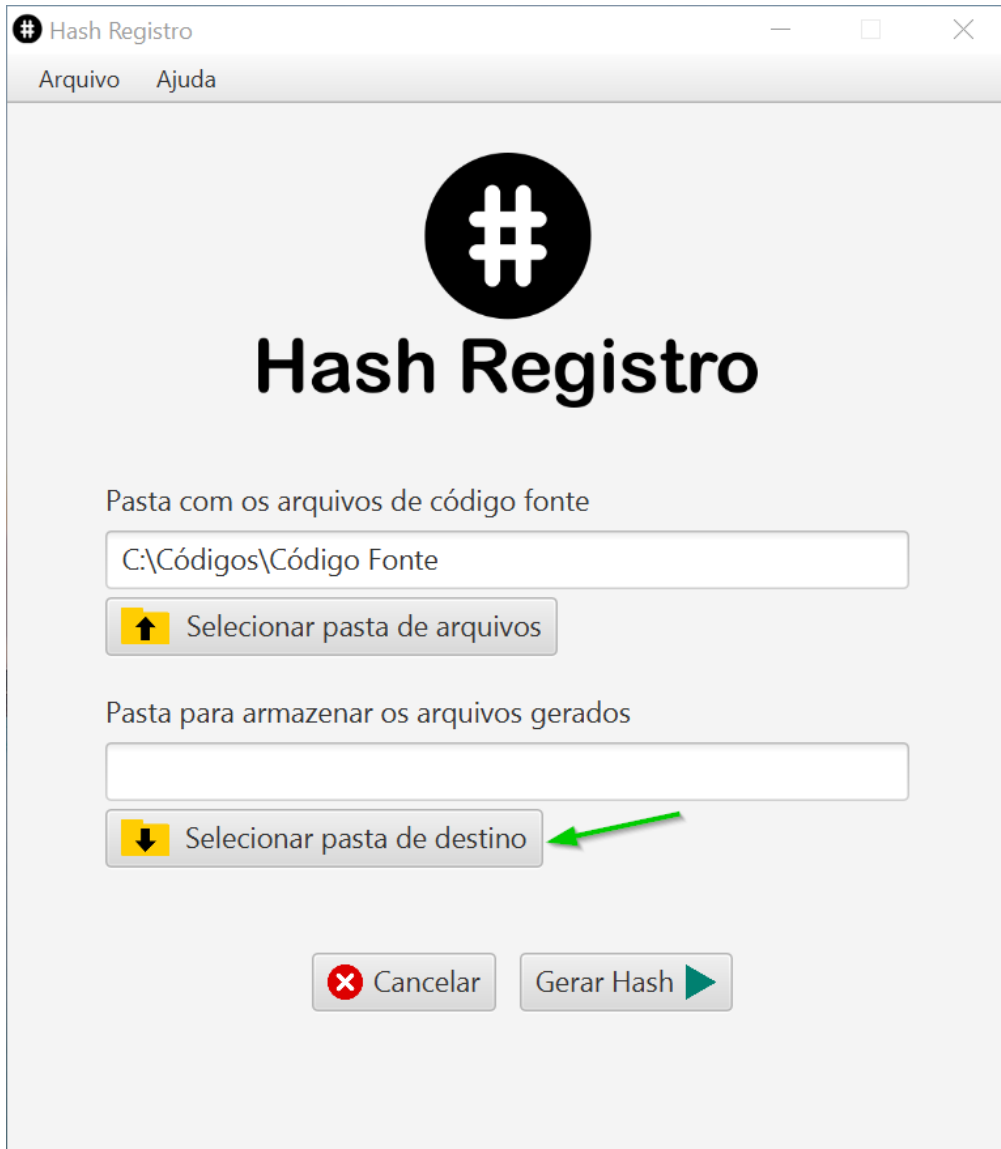 Hash Registro
Arquivo Ajuda
#
Hash Registro
Pasta com os arquivos de código fonte
C:\Códigos\Código Fonte
Selecionar pasta de arquivos
Pasta para armazenar os arquivos gerados
Selecionar pasta de destino
Cancelar Gerar Hash